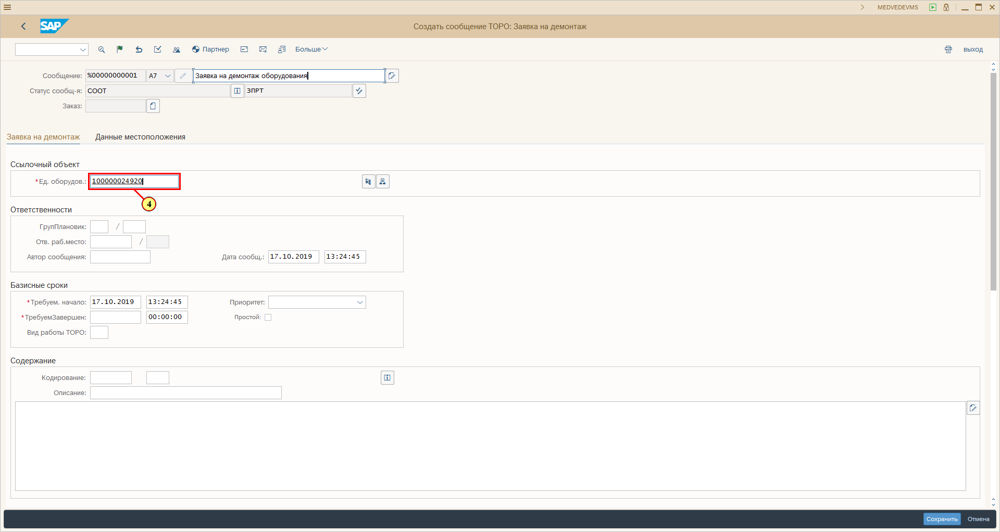 MEDVEDEVMS
SAP
Создать сообщение ТОРО: Заявка на демонтаж
Партнер
Больше
выход
Сообщение: %00000000001 A7 Заявка на демонтаж оборудования
Статус сообщ-я: СООТ ЗПРТ
Заказ:
Заявка на демонтаж Данные местоположения
Ссылочный объект
*Ед. оборудов.: 100000024920
4
Ответственности
ГрупПлановик: /
Отв. раб.место: /
Автор сообщения: Дата сообщ.: 17.10.2019 13:24:45
Базисные сроки
*Требуем. начало: 17.10.2019 13:24:45 Приоритет:
*ТребуемЗавершен: 00:00:00 Простой:
Вид работы ТОРО:
Содержание
Кодирование:
Описание:
Сохранить Отмена